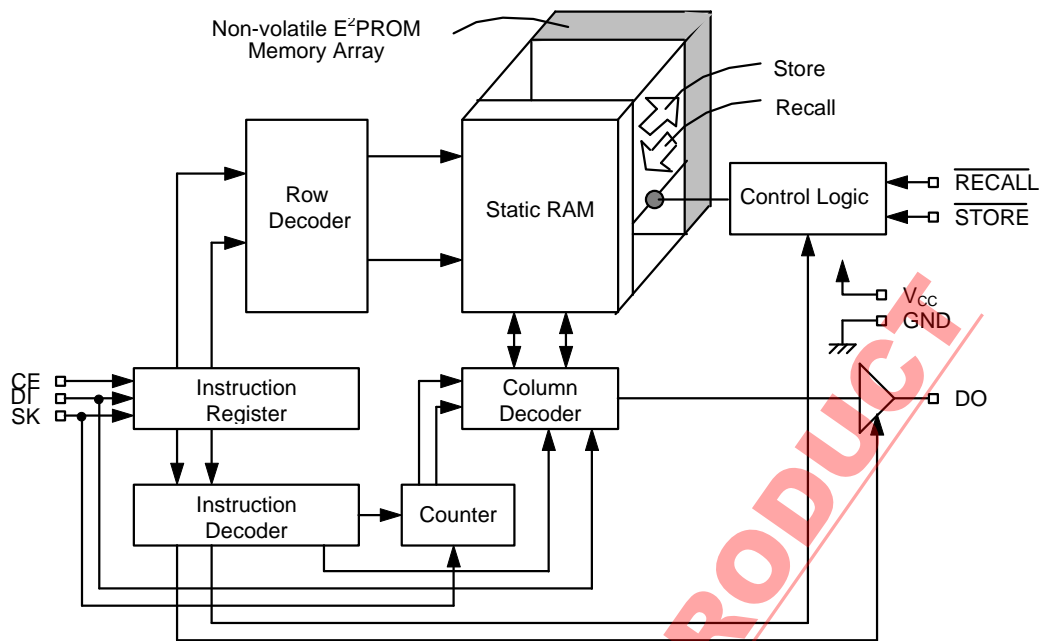 Non-volatile E²PROM
Memory Array
Store
Recall
Row
Decoder
Static RAM
Control Logic
RECALL
STORE
VCC
GND
CE
DI
SK
Instruction
Register
Column
Decoder
DO
Instruction
Decoder
Counter
RODUCT